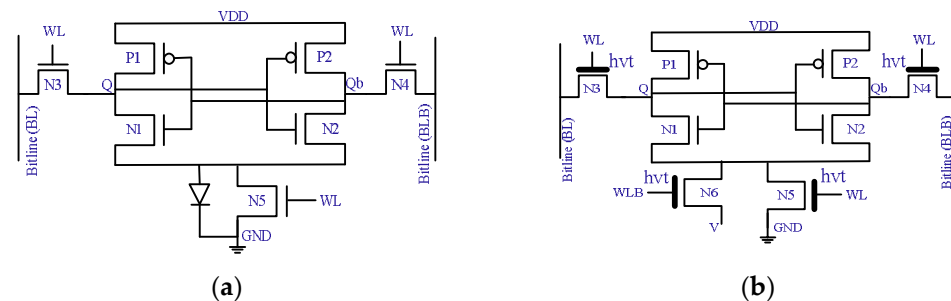 VDD
WL
P1
P2
WL
N3
Q
Qb
N4
N1
N2
Bitline (BL)
Bitline (BLB)
N5
WL
GND
(a)
VDD
WL
hvt
P1
P2
WL
hvt
N3
Q
Qb
N4
N1
N2
Bitline (BL)
Bitline (BLB)
hvt
WLB
N6
hvt
N5
WL
V
GND
(b)